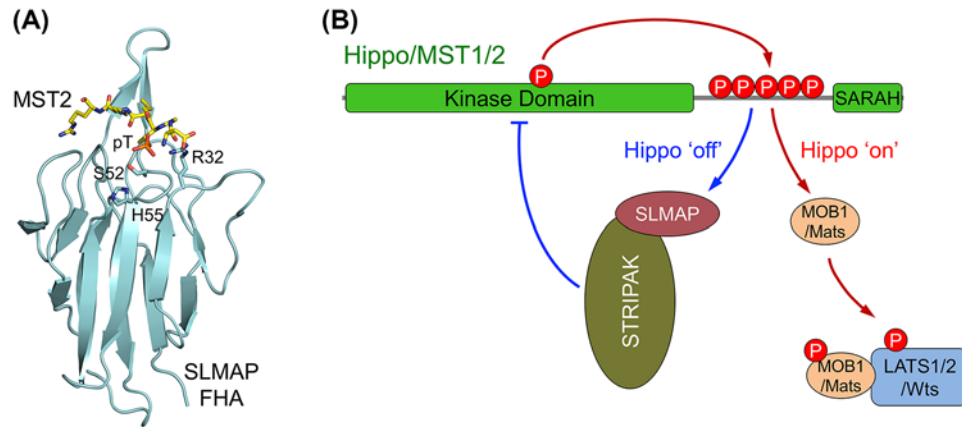 (A)
MST2
pT
R32
S52
H55
SLMAP
FHA
(B)
Hippo/MST1/2
P
P P P P P
Kinase Domain
SARAH
Hippo 'off'
Hippo 'on'
SLMAP
STRIPAK
MOB1
/Mats
P
P
MOB1
/Mats
LATS1/2
/Wts